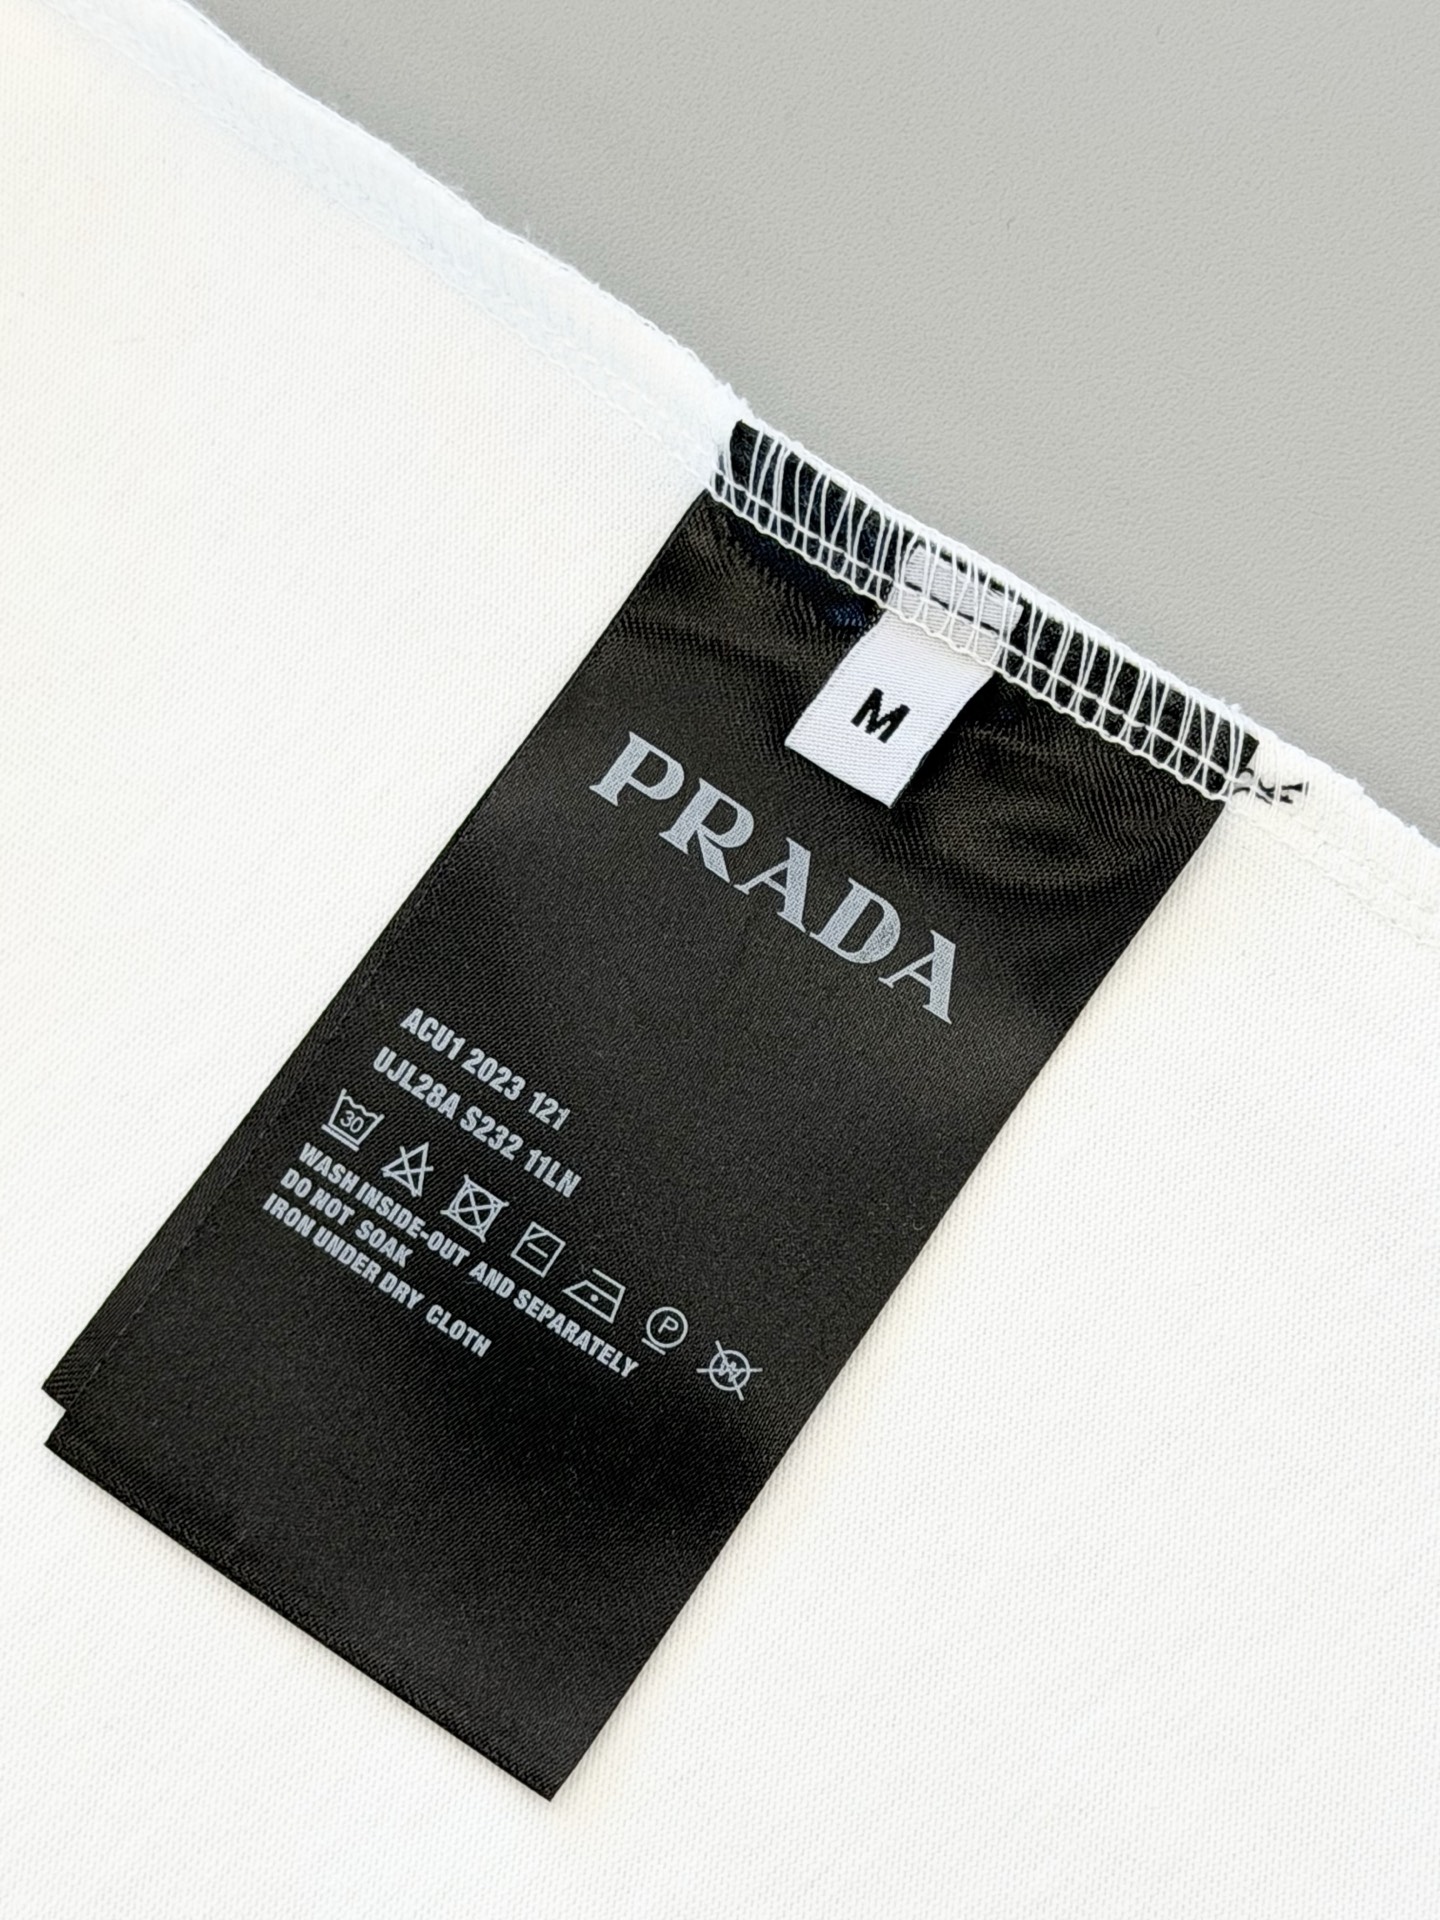 M
PRADA
ACU1 2023 121
UJL28A S232 11LN
30
P
W
WASH INSIDE-OUT AND SEPARATELY
DO NOT SOAK
IRON UNDER DRY CLOTH